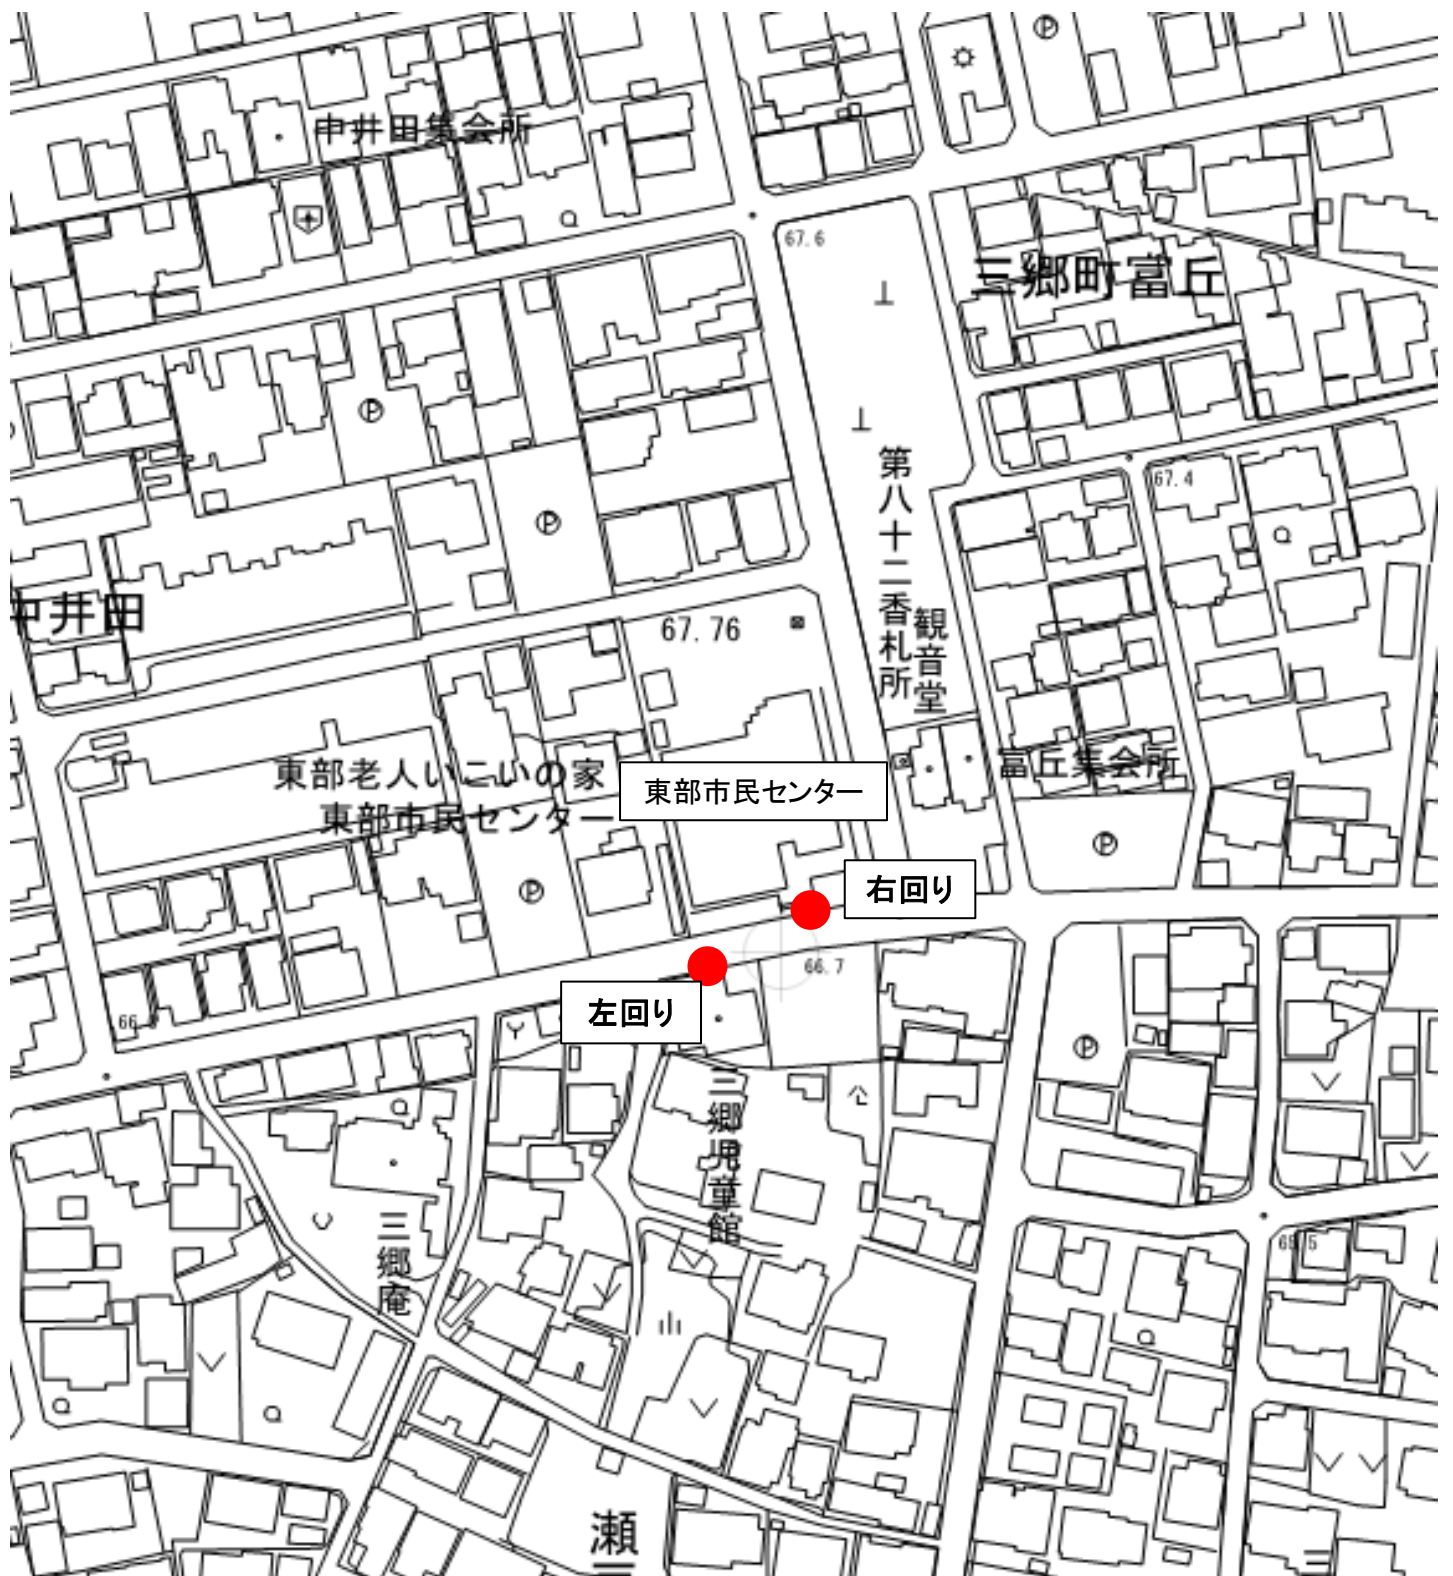 中井田集会所
67.6
三郷町富丘
67.4
第八十二香札所
観音堂
中井田
67.76
東部老人いこいの家
東部市民センター
東部市民センター
富丘集会所
右回り
左回り
66.7
三郷児童館
三郷庵
瀬